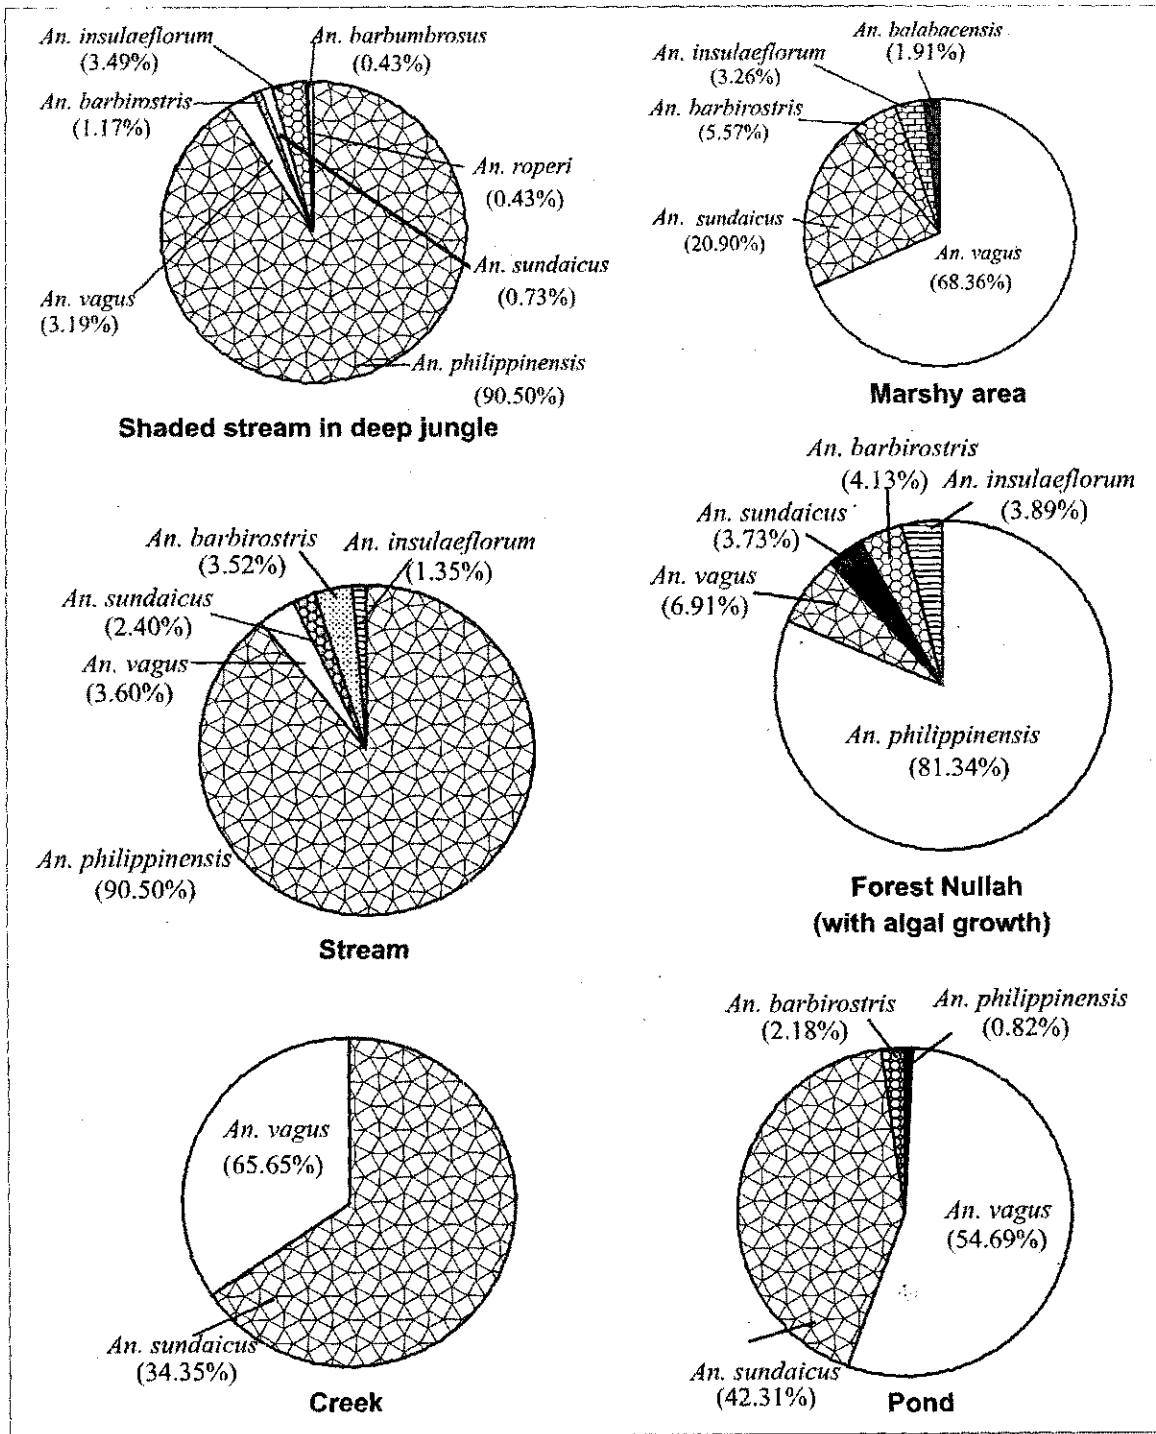 An. insulaeflorum
(3.49%)
An. barbumbrosus
(0.43%)
An. barbirostris
(1.17%)
An. roperi
(0.43%)
An. sundaicus
(0.73%)
An. vagus
(3.19%)
An. philippinensis
(90.50%)
Shaded stream in deep jungle
An. balabacensis
(1.91%)
An. insulaeflorum
(3.26%)
An. barbirostris
(5.57%)
An. sundaicus
(20.90%)
An. vagus
(68.36%)
Marshy area
An. barbirostris
(3.52%)
An. insulaeflorum
(1.35%)
An. sundaicus
(2.40%)
An. vagus
(3.60%)
An. philippinensis
(90.50%)
Stream
An. barbirostris
(4.13%)
An. insulaeflorum
(3.89%)
An. sundaicus
(3.73%)
An. vagus
(6.91%)
An. philippinensis
(81.34%)
Forest Nullah
(with algal growth)
An. vagus
(65.65%)
An. sundaicus
(34.35%)
Creek
An. barbirostris
(2.18%)
An. philippinensis
(0.82%)
An. vagus
(54.69%)
An. sundaicus
(42.31%)
Pond